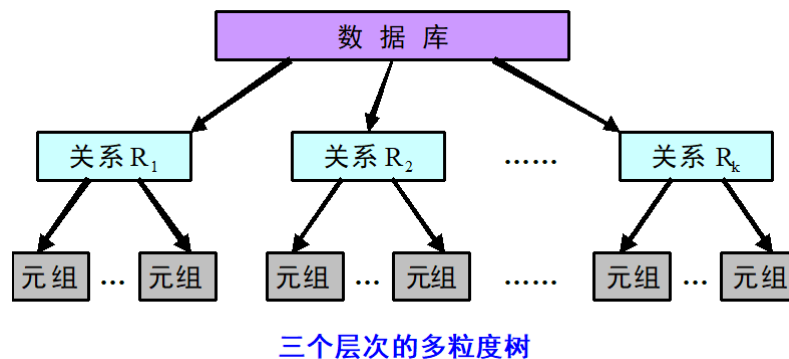 数据库
关系 R1 关系 R2 …… 关系 Rk
元组 … 元组 元组 … 元组 …… 元组 … 元组
三个层次的多粒度树